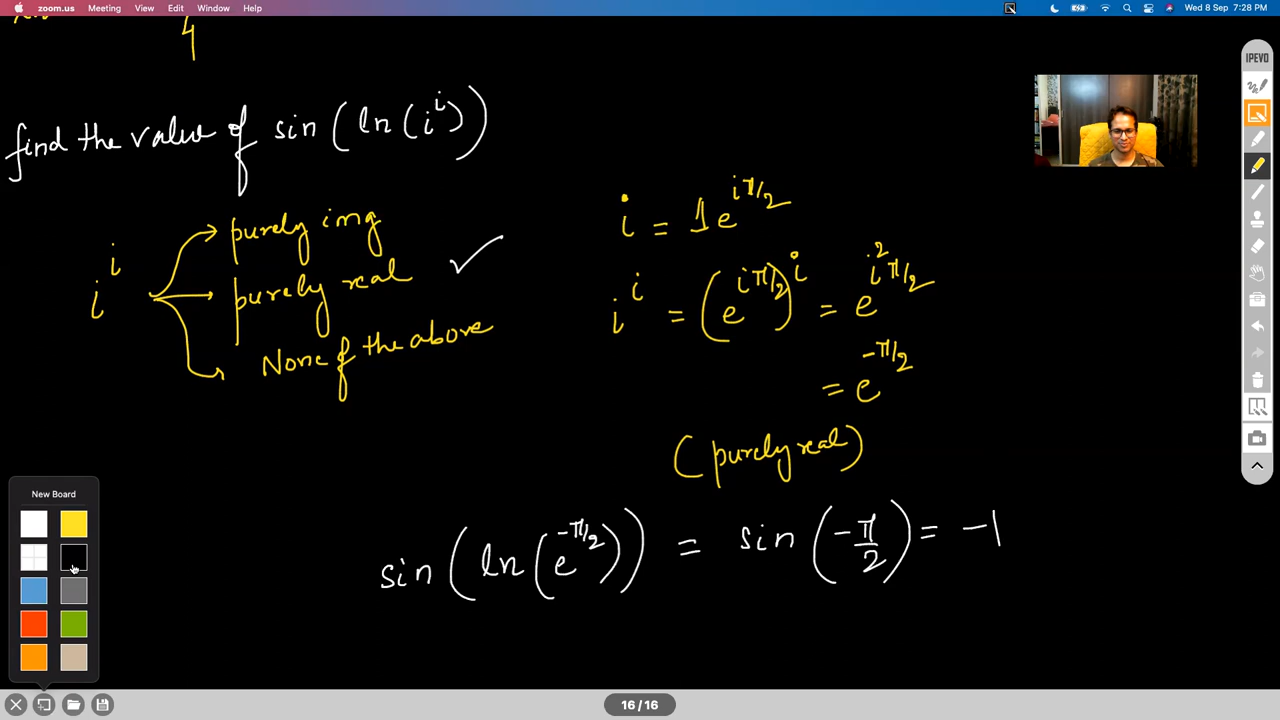 zoom.us Meeting View Edit Window Help Wed 8 Sep 7:28 PM
4
IPEVO
find the value of sin(ln(i^i))
i^i
purely img
purely real ✓
None of the above
i = 1e^{iπ/2}
i^i = (e^{iπ/2})^i = e^{i²π/2}
= e^{-π/2}
(purely real)
New Board
sin(ln(e^{-π/2})) = sin(-π/2) = -1
16/16